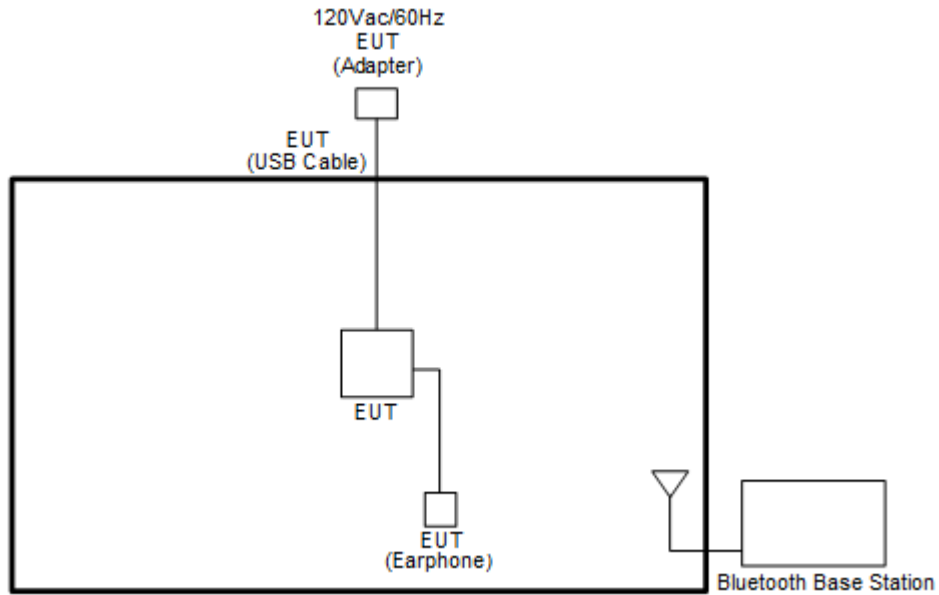 120Vac/60Hz
EUT
(Adapter)
EUT
(USB Cable)
EUT
EUT
(Earphone)
Bluetooth Base Station